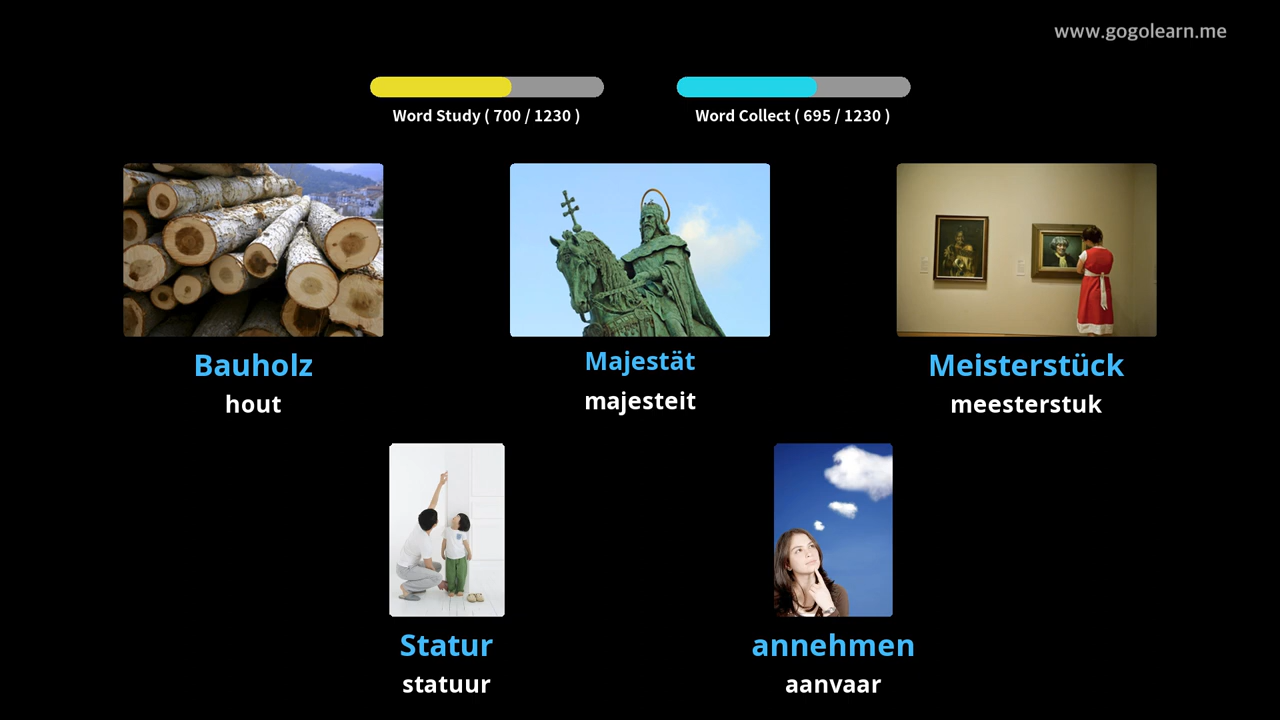 www.gogolearn.me
Word Study ( 700 / 1230 )
Word Collect ( 695 / 1230 )
Bauholz
hout
Majestät
majesteit
Meisterstück
meesterstuk
Statur
statuur
annehmen
aanvaar